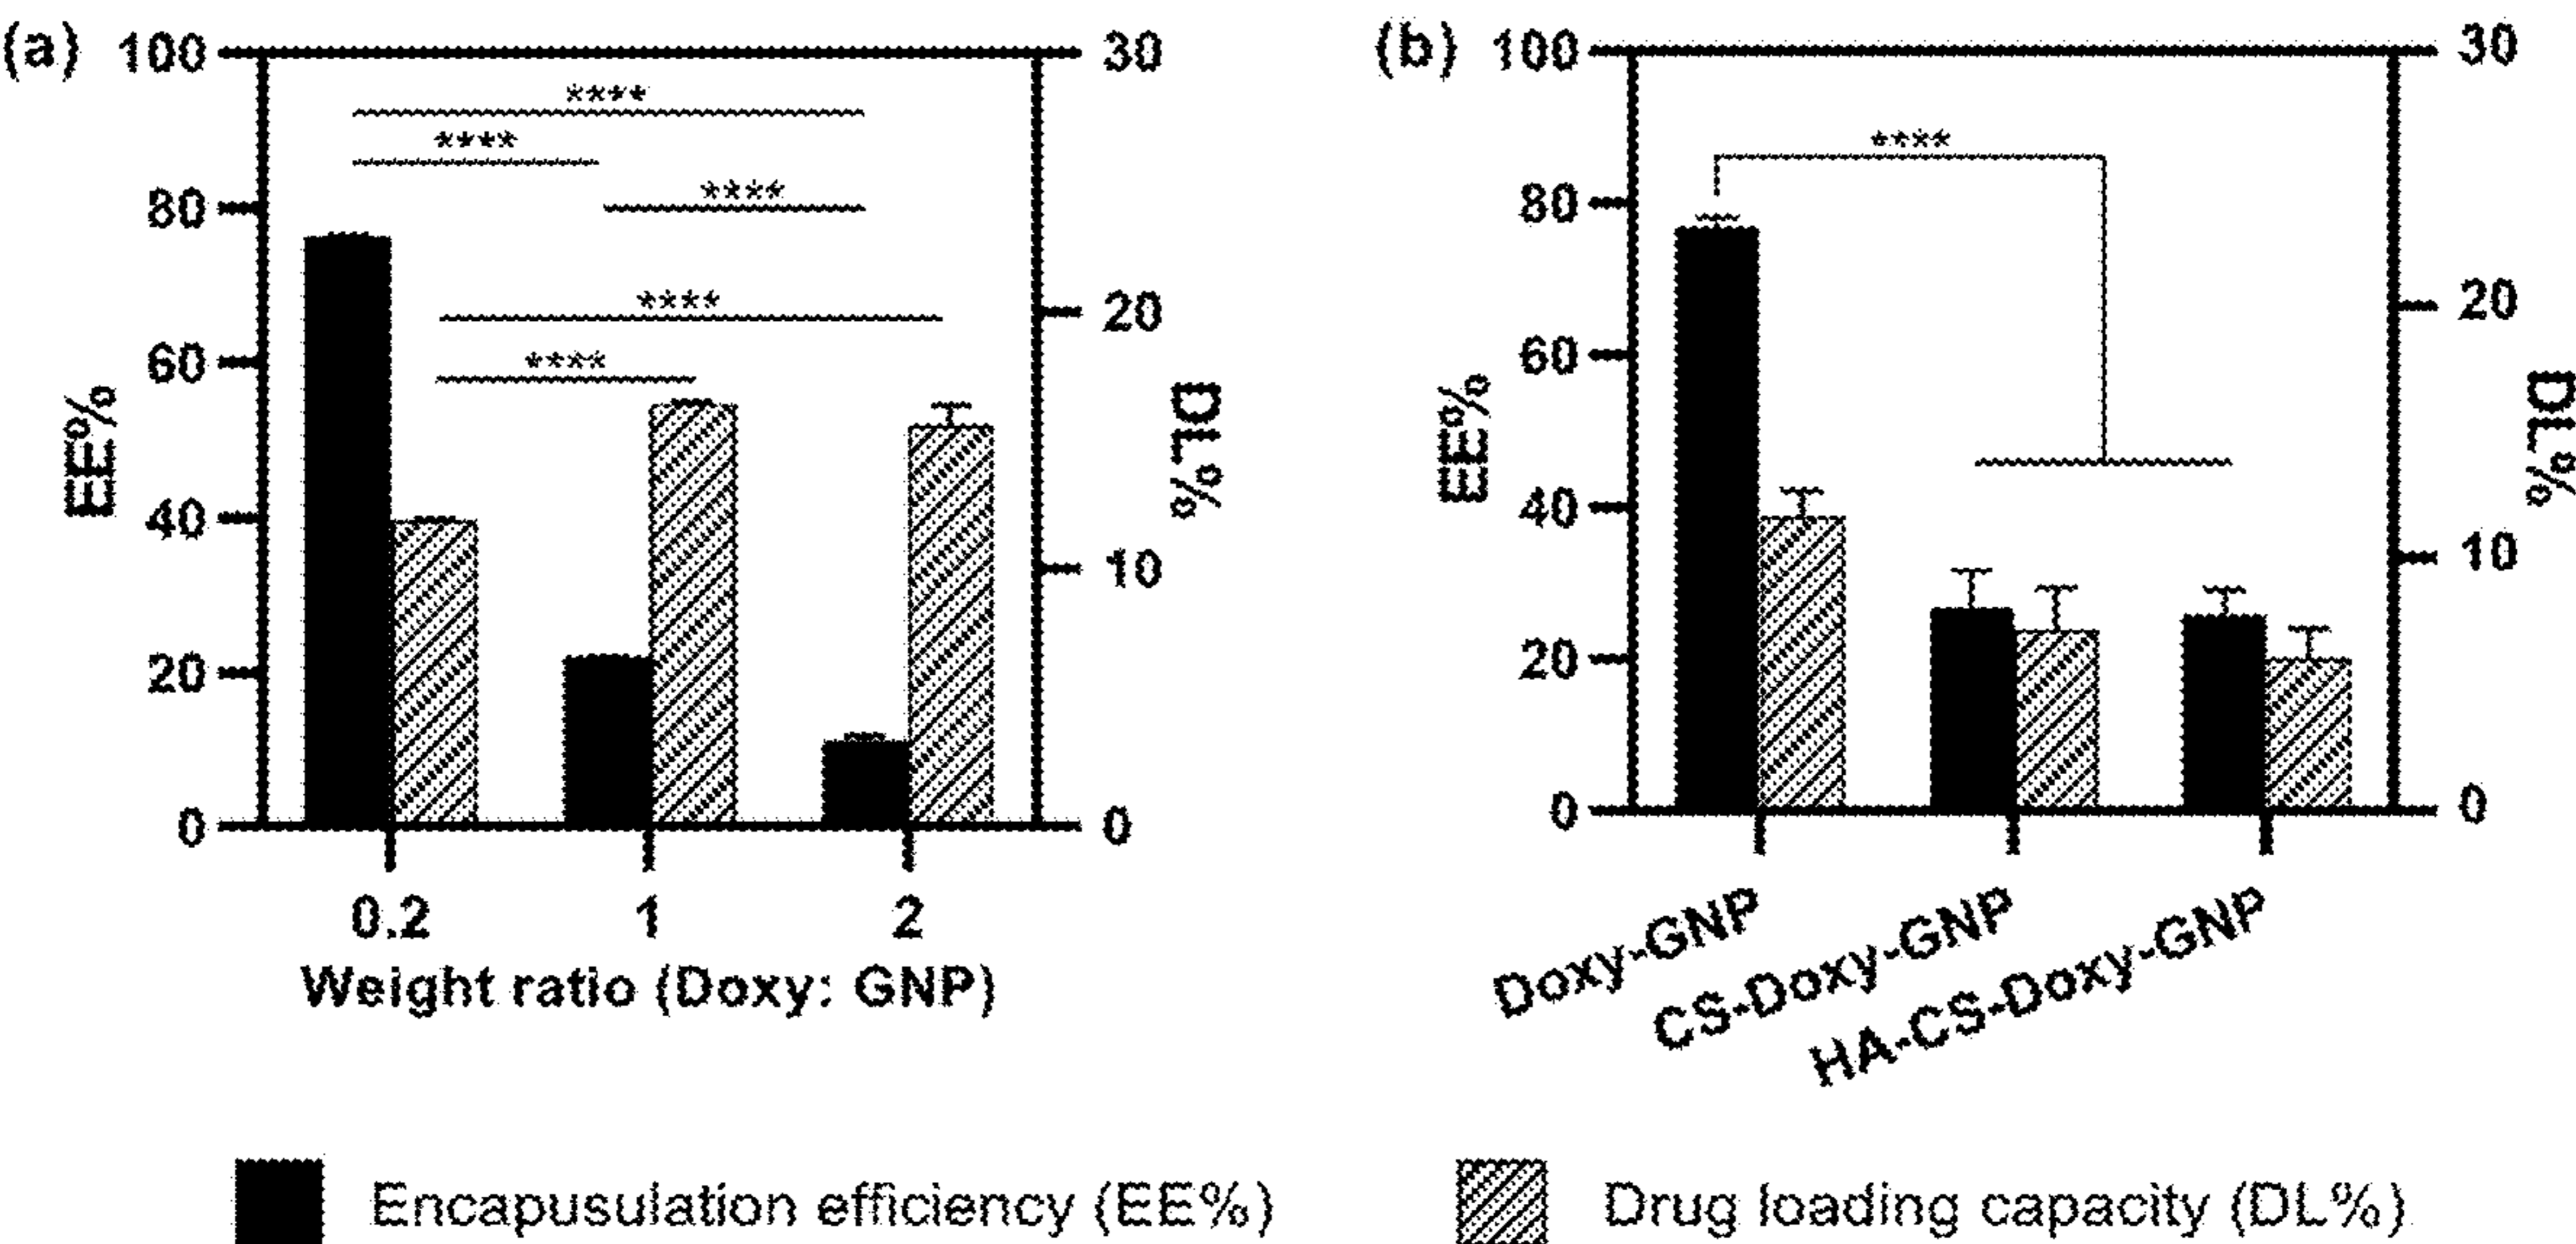 (a)
100
80
60
40
20
0
EE%
****
****
****
****
****
30
20
10
0
DL%
0.2 1 2
Weight ratio (Doxy: GNP)
(b)
100
80
60
40
20
0
EE%
****
30
20
10
0
DL%
Doxy-GNP
CS-Doxy-GNP
HA-CS-Doxy-GNP
Encapusulation efficiency (EE%)
Drug loading capacity (DL%)